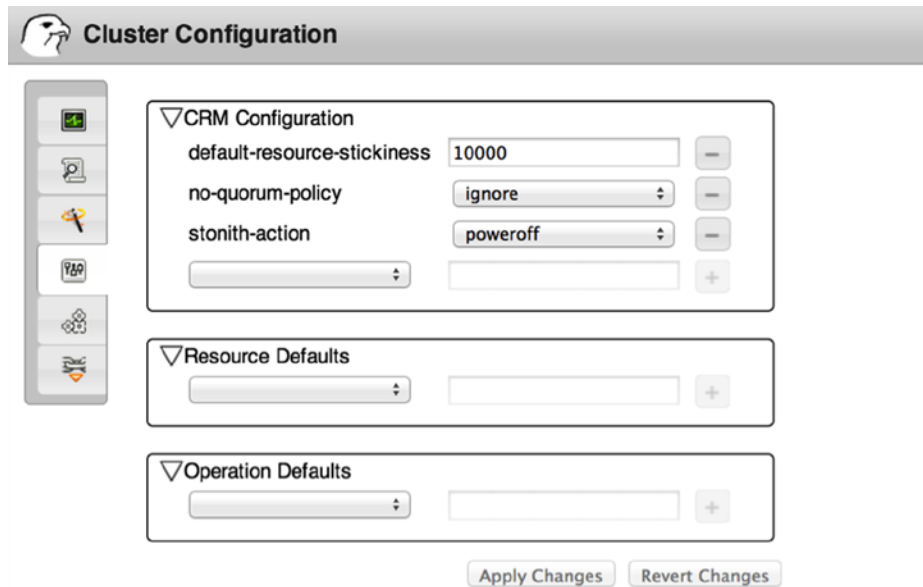 Cluster Configuration
CRM Configuration
default-resource-stickiness 10000
no-quorum-policy ignore
stonith-action poweroff
Resource Defaults
Operation Defaults
Apply Changes Revert Changes